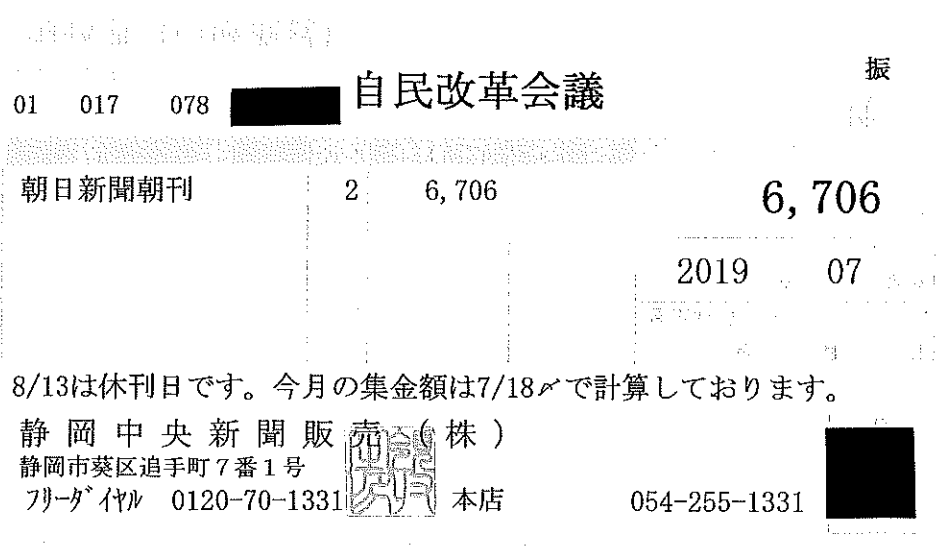 振
01 017 078 自民改革会議
朝日新聞朝刊 2 6,706 6,706
2019 07
8/13は休刊日です。今月の集金額は7/18〆で計算しております。
静岡中央新聞販売(株)
静岡市葵区追手町7番1号
フリーダイヤル 0120-70-1331 本店 054-255-1331